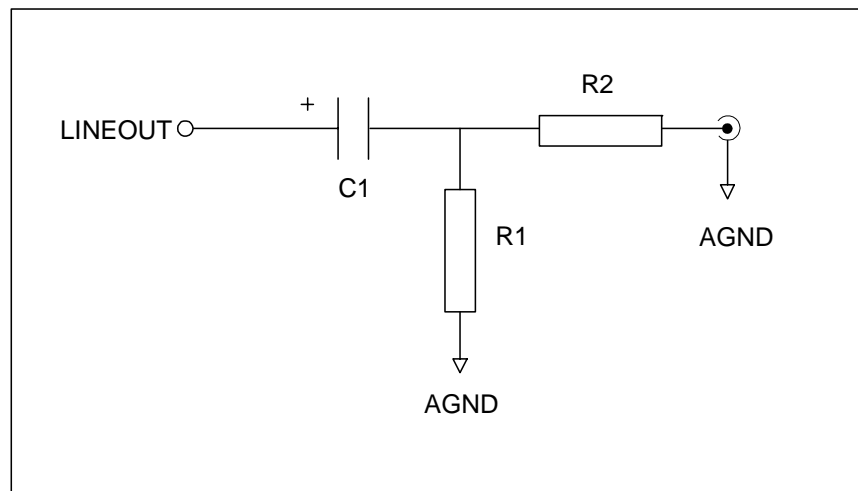 R2
+
LINEOUT
C1
R1
AGND
AGND